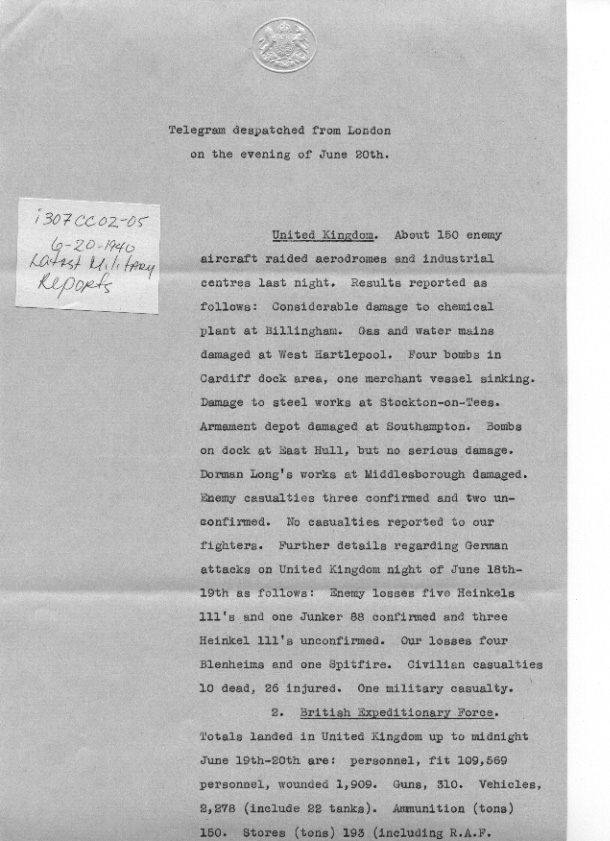 Telegram despatched from London
on the evening of June 20th.
i307CC02-05
6-20-1940
Latest Military
Reports
United Kingdom. About 150 enemy
aircraft raided aerodromes and industrial
centres last night. Results reported as
follows: Considerable damage to chemical
plant at Billingham. Gas and water mains
damaged at West Hartlepool. Four bombs in
Cardiff dock area, one merchant vessel sinking.
Damage to steel works at Stockton-on-Tees.
Armament depot damaged at Southampton. Bombs
on dock at East Hull, but no serious damage.
Dorman Long's works at Middlesborough damaged.
Enemy casualties three confirmed and two un-
confirmed. No casualties reported to our
fighters. Further details regarding German
attacks on United Kingdom night of June 18th-
19th as follows: Enemy losses five Heinkels
111's and one Junker 88 confirmed and three
Heinkel 111's unconfirmed. Our losses four
Blenheims and one Spitfire. Civilian casualties
10 dead, 26 injured. One military casualty.
2. British Expeditionary Force.
Totals landed in United Kingdom up to midnight
June 19th-20th are: personnel, fit 109,569
personnel, wounded 1,909. Guns, 310. Vehicles,
2,278 (include 22 tanks). Ammunition (tons)
150. Stores (tons) 193 (including R.A.F.